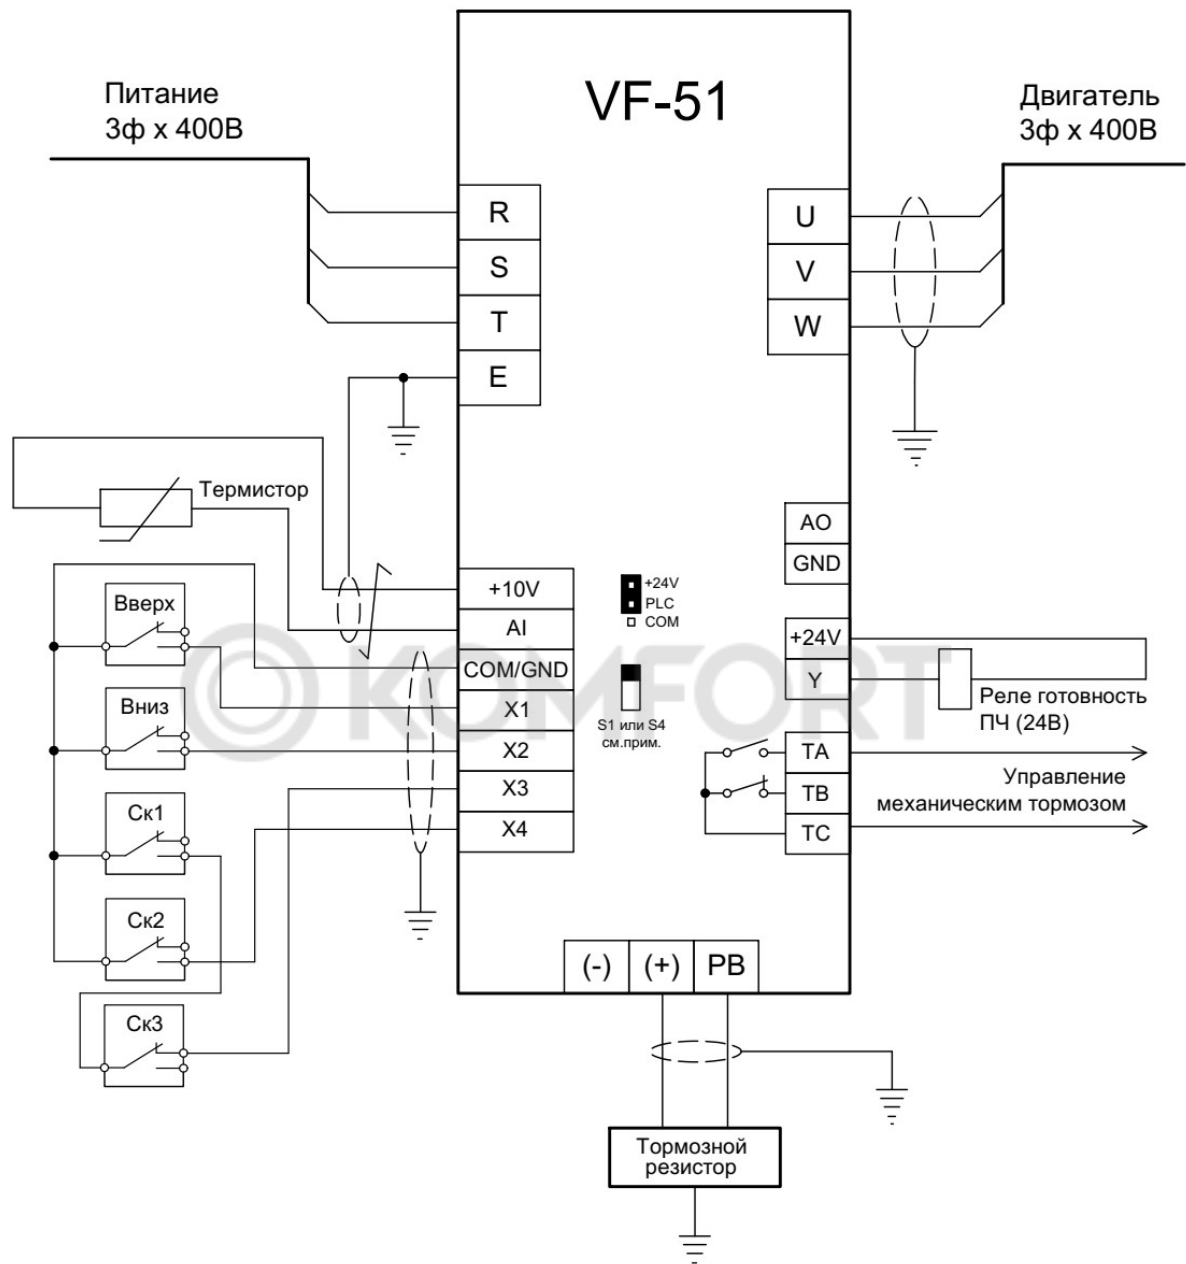 VF-51
Питание
3ф х 400В
Двигатель
3ф х 400В
R
S
T
E
U
V
W
Термистор
Вверх
Вниз
Ск1
Ск2
Ск3
+10V
AI
COM/GND
X1
X2
X3
X4
+24V
PLC
COM
S1 или S4
см.прим.
AO
GND
+24V
Y
TA
TB
TC
Реле готовность
ПЧ (24В)
Управление
механическим тормозом
(-)
(+)
PB
Тормозной
резистор
KOMFORT